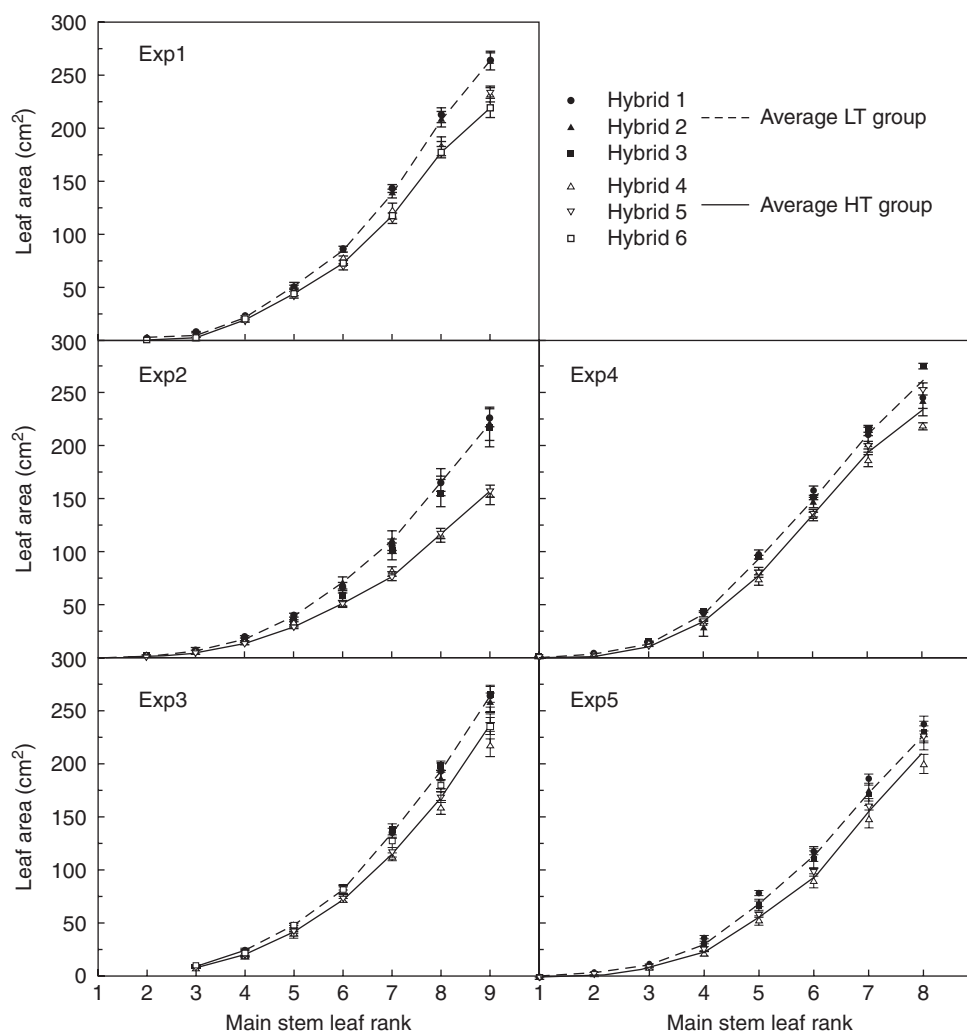 300
250
200
150
100
50
Leaf area (cm²)
Exp1
Hybrid 1
Hybrid 2
Hybrid 3
Hybrid 4
Hybrid 5
Hybrid 6
Average LT group
Average HT group
300
250
200
150
100
50
Leaf area (cm²)
Exp2
Exp4
300
250
200
150
100
50
0
Leaf area (cm²)
Exp3
Exp5
1 2 3 4 5 6 7 8 9 1 2 3 4 5 6 7 8
Main stem leaf rank Main stem leaf rank